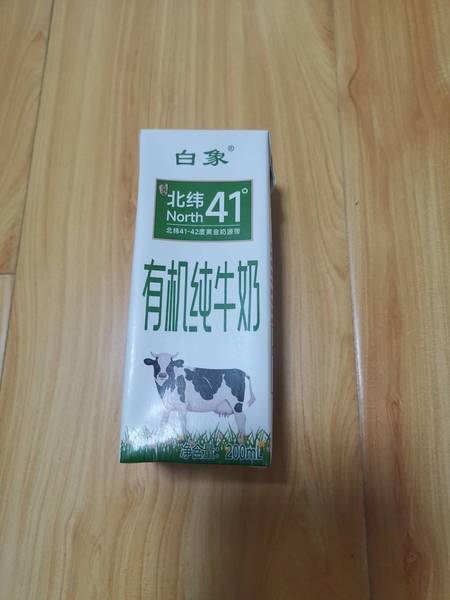 白象®
北纬
North 41°
北纬41-42度黄金奶源带
有机纯牛奶
净含量: 200mL